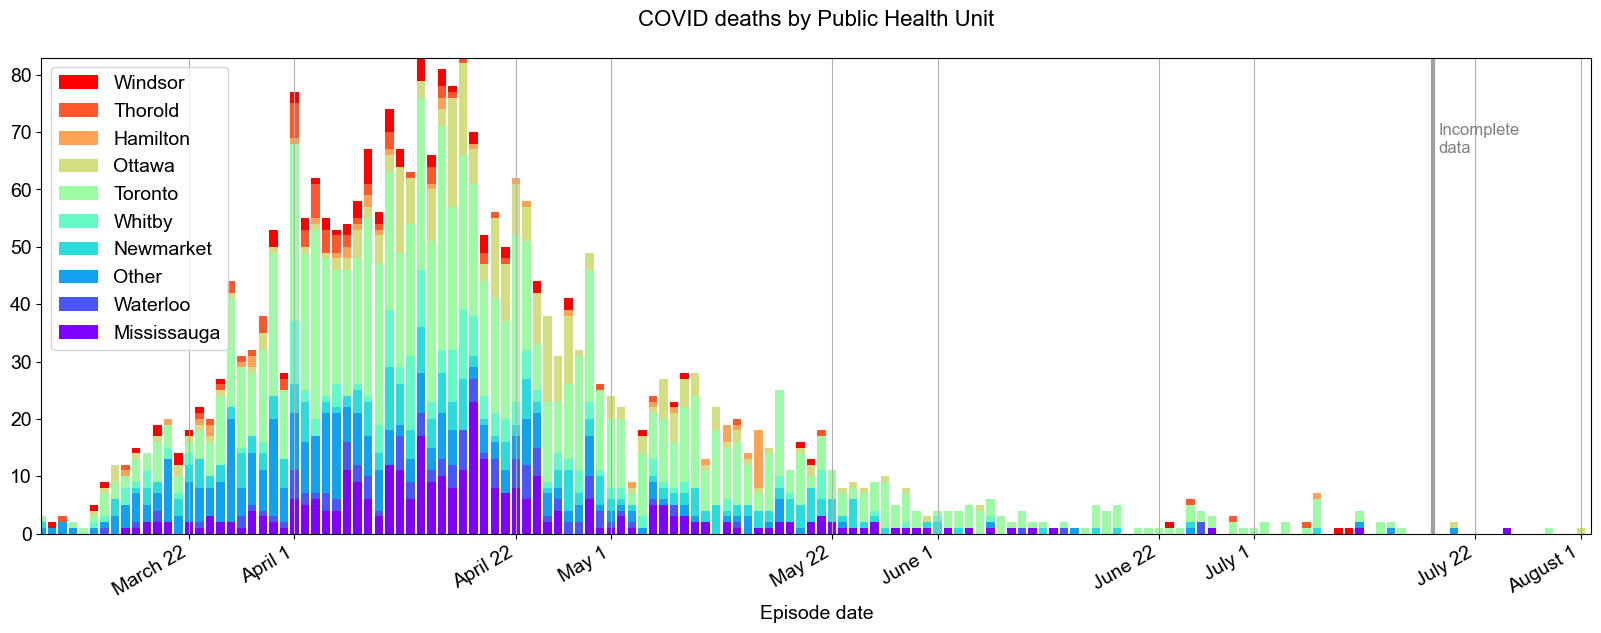 COVID deaths by Public Health Unit
80
70
60
50
40
30
20
10
0
Windsor
Thorold
Hamilton
Ottawa
Toronto
Whitby
Newmarket
Other
Waterloo
Mississauga
Incomplete
data
March 22
April 1
April 22
May 1
May 22
June 1
June 22
July 1
July 22
August 1
Episode date